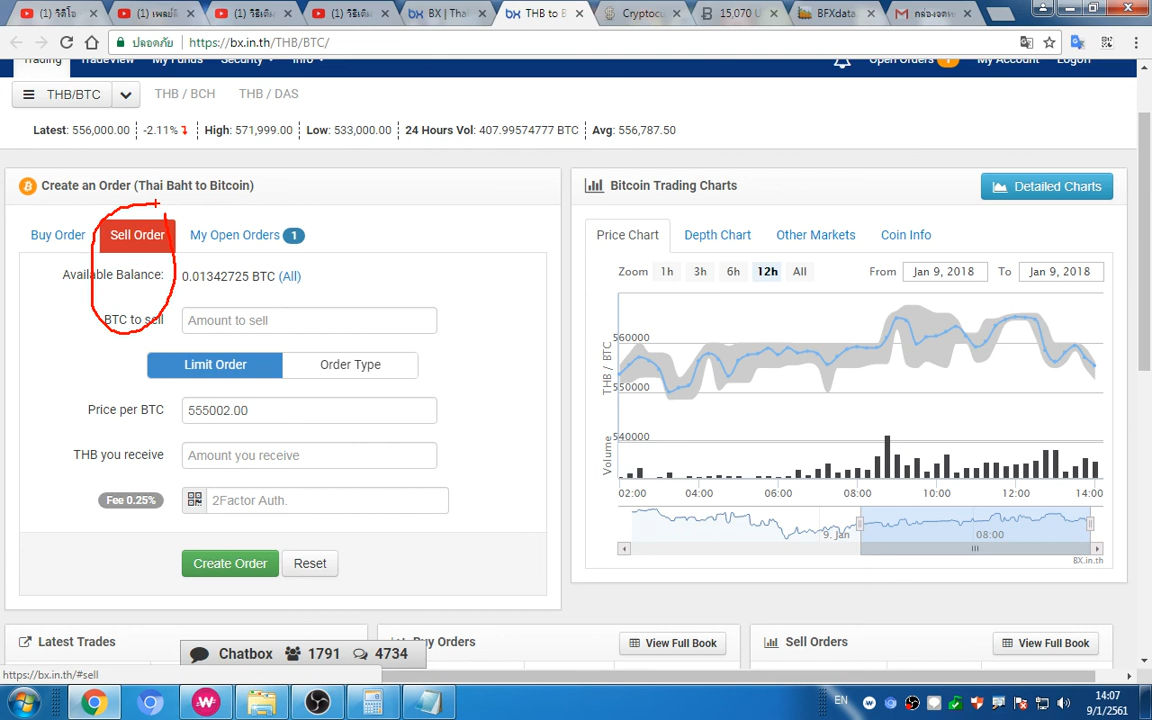 (1) วิธีโอ
(1) เพลย์ลิ
(1) วิธีเติม
(1) วิธีเติม
BX | Thai
THB to B
Cryptocu
15,070 U
BFXdata
กล่องจดห
ปลอดภัย
https://bx.in.th/THB/BTC/
Trading TradeView My Funds Security Info Open Orders 1 My Account Logoff
THB/BTC THB / BCH THB / DAS
Latest: 556,000.00 -2.11% High: 571,999.00 Low: 533,000.00 24 Hours Vol: 407.99574777 BTC Avg: 556,787.50
Create an Order (Thai Baht to Bitcoin)
Buy Order Sell Order My Open Orders 1
Available Balance: 0.01342725 BTC (All)
BTC to sell Amount to sell
Limit Order Order Type
Price per BTC 555002.00
THB you receive Amount you receive
Fee 0.25% 2Factor Auth.
Create Order Reset
Bitcoin Trading Charts Detailed Charts
Price Chart Depth Chart Other Markets Coin Info
Zoom 1h 3h 6h 12h All From Jan 9, 2018 To Jan 9, 2018
THB / BTC
560000
550000
540000
Volume
02:00 04:00 06:00 08:00 10:00 12:00 14:00
9. Jan 08:00
BX.in.th
Latest Trades
Buy Orders View Full Book
Sell Orders View Full Book
Chatbox 1791 4734
https://bx.in.th/#sell
EN
14:07
9/1/2561